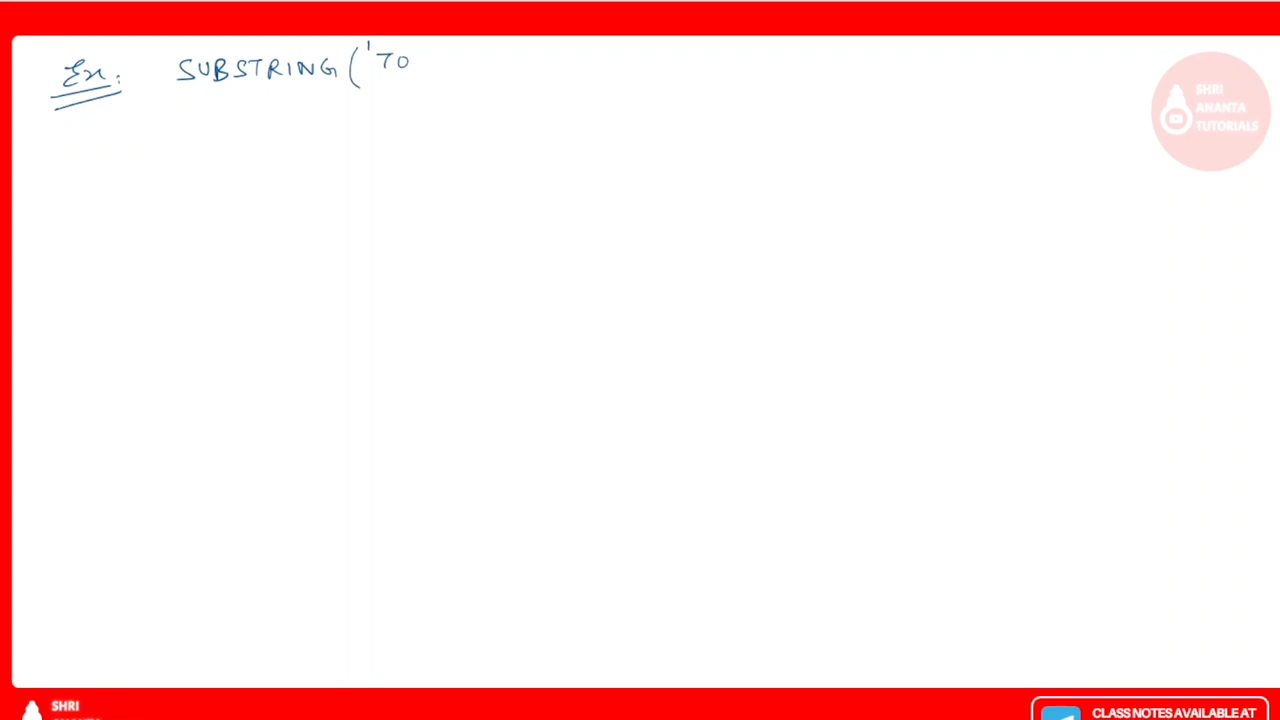 Ex: SUBSTRING ('TO
SHRI
ANANTA
TUTORIALS
SHRI
CLASS NOTES AVAILABLE AT